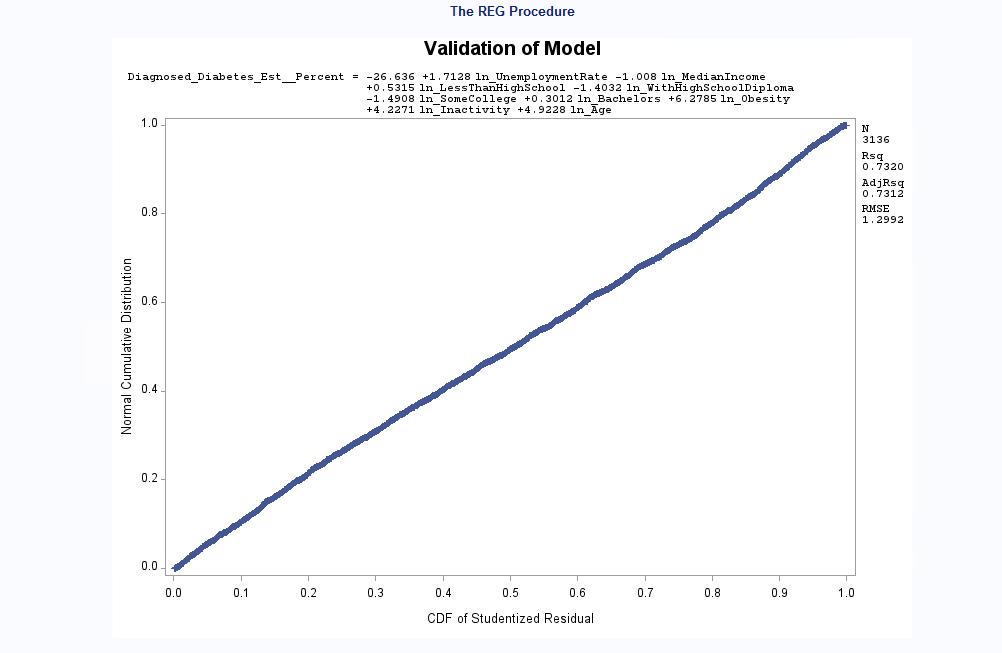 The REG Procedure
Validation of Model
Diagnosed_Diabetes_Est__Percent = -26.636 +1.7128 ln_UnemploymentRate -1.008 ln_MedianIncome
+0.5315 ln_LessThanHighSchool -1.4032 ln_WithHighSchoolDiploma
-1.4908 ln_SomeCollege +0.3012 ln_Bachelors +6.2785 ln_Obesity
+4.2271 ln_Inactivity +4.9228 ln_Age
N
3136
Rsq
0.7320
AdjRsq
0.7312
RMSE
1.2992
Normal Cumulative Distribution
1.0
0.8
0.6
0.4
0.2
0.0
0.0 0.1 0.2 0.3 0.4 0.5 0.6 0.7 0.8 0.9 1.0
CDF of Studentized Residual